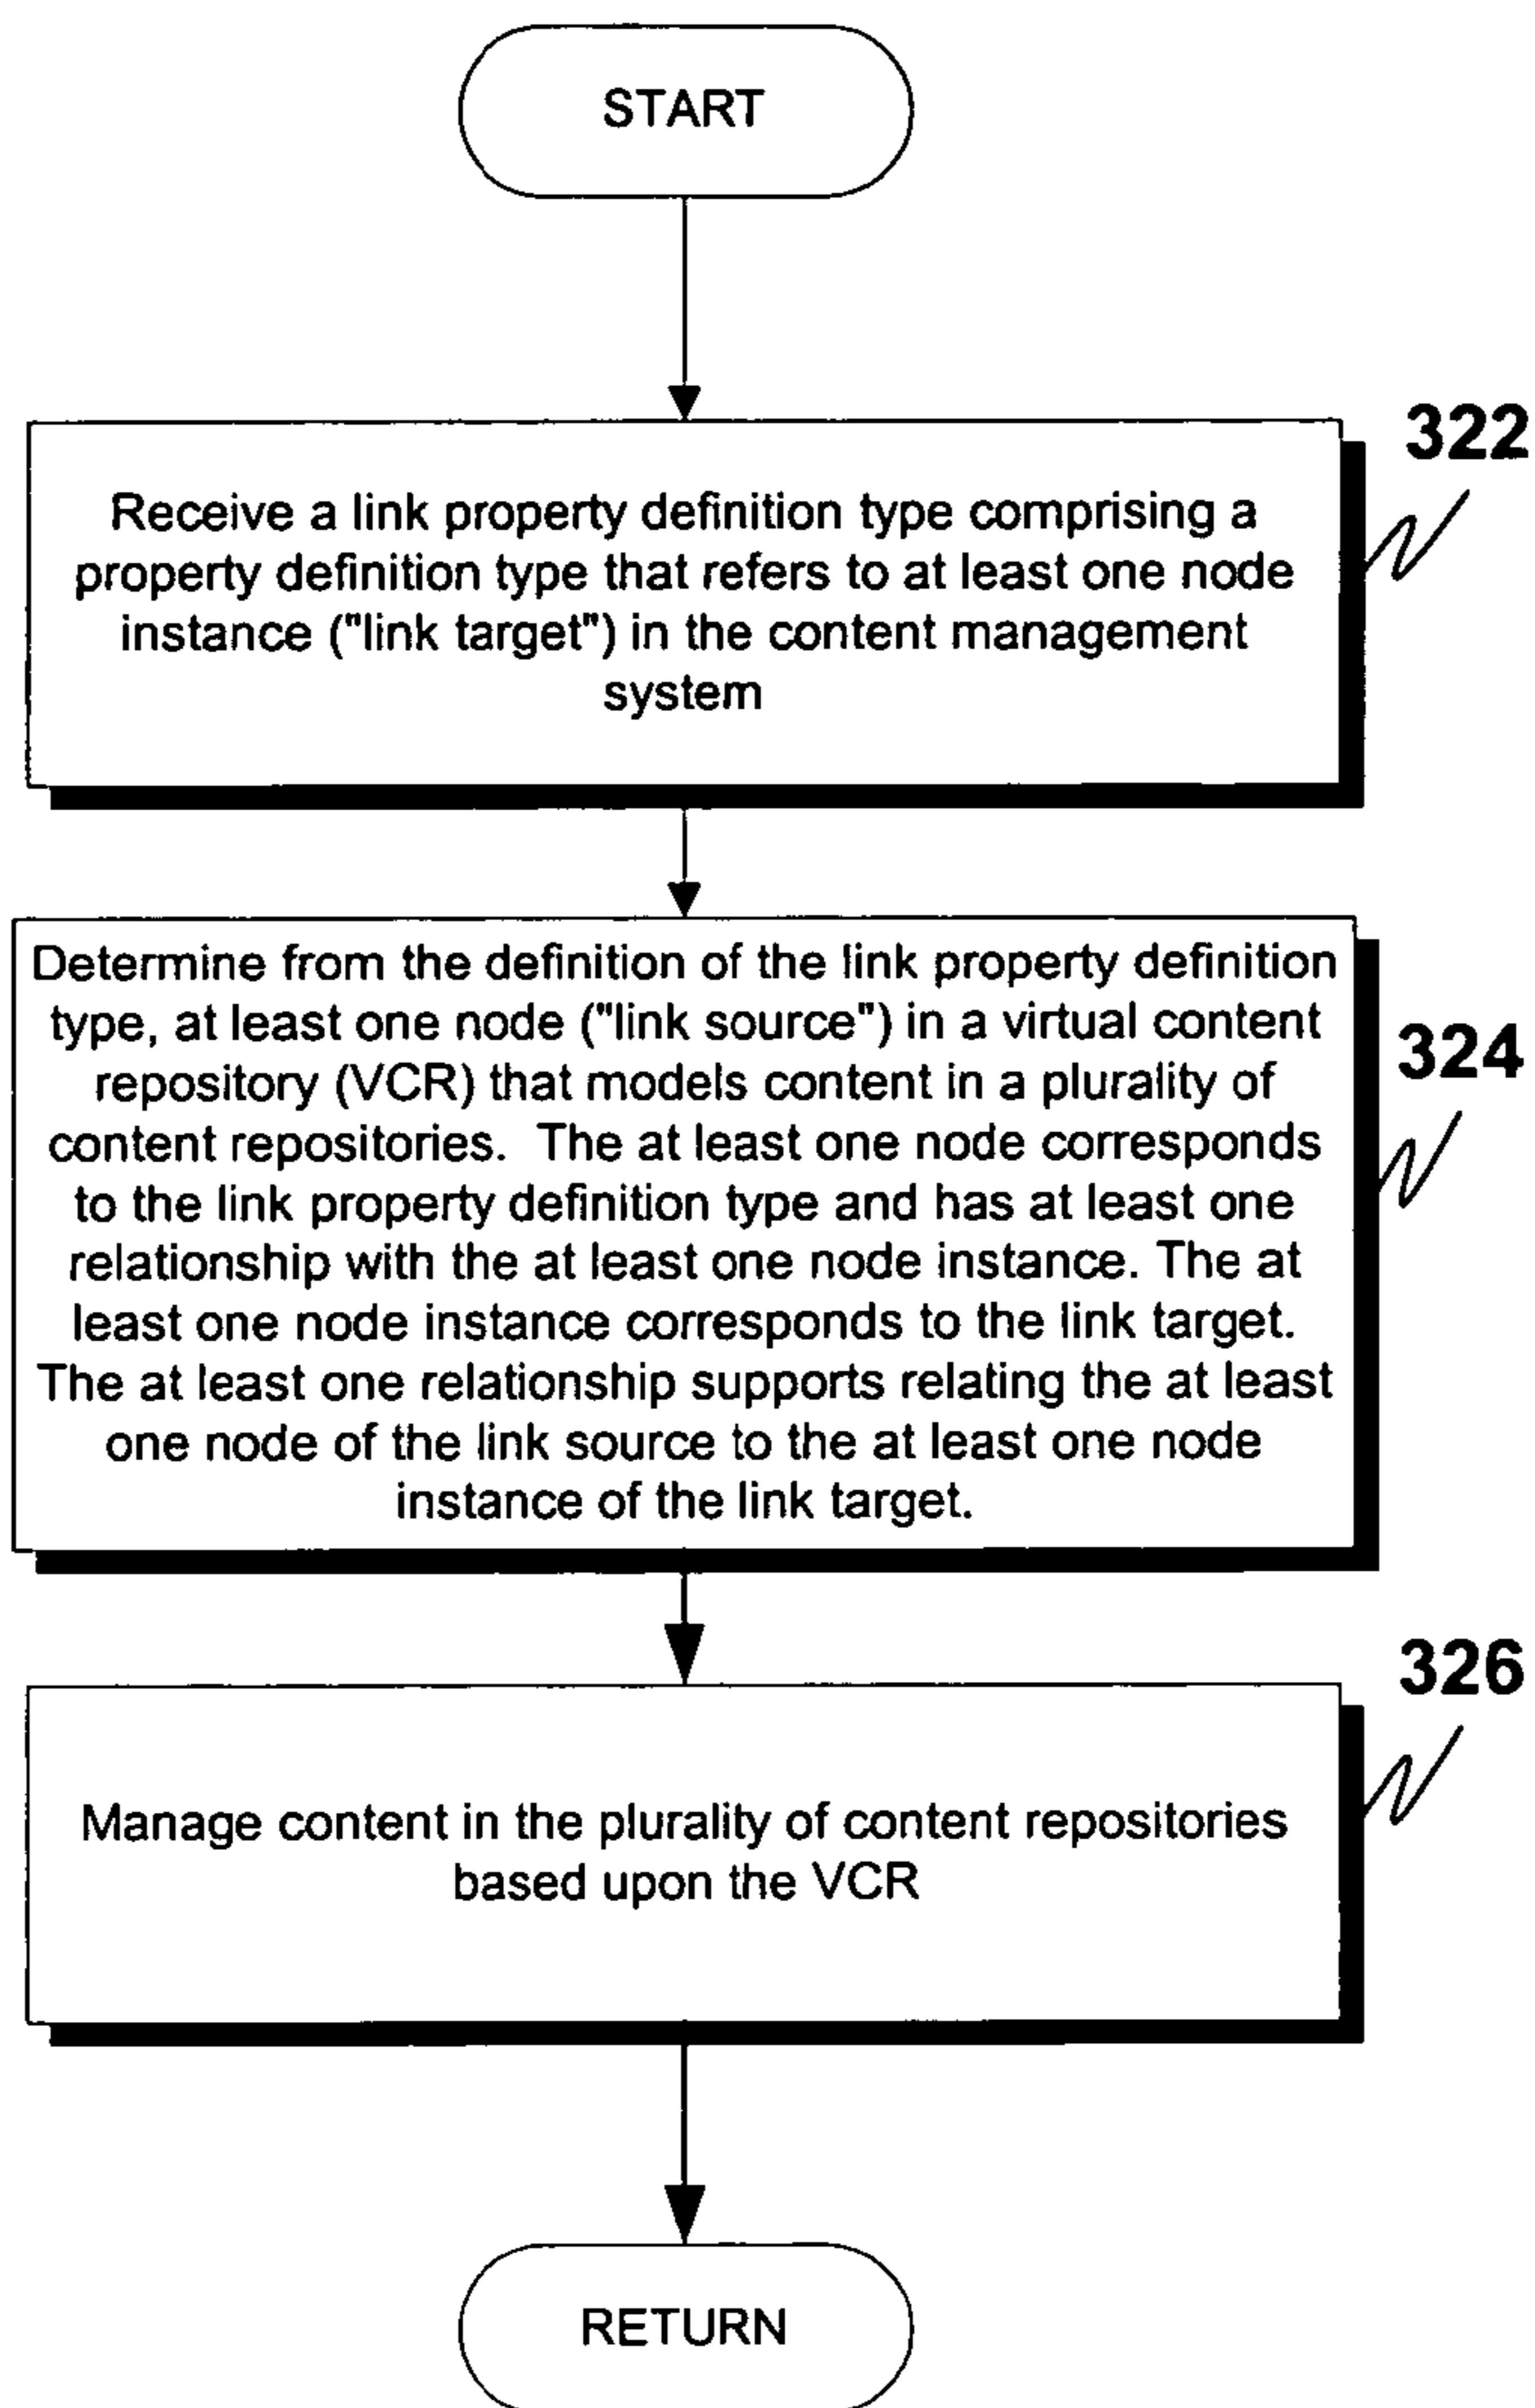 START
322
Receive a link property definition type comprising a
property definition type that refers to at least one node
instance ("link target") in the content management
system
324
Determine from the definition of the link property definition
type, at least one node ("link source") in a virtual content
repository (VCR) that models content in a plurality of
content repositories.  The at least one node corresponds
to the link property definition type and has at least one
relationship with the at least one node instance. The at
least one node instance corresponds to the link target.
The at least one relationship supports relating the at least
one node of the link source to the at least one node
instance of the link target.
326
Manage content in the plurality of content repositories
based upon the VCR
RETURN